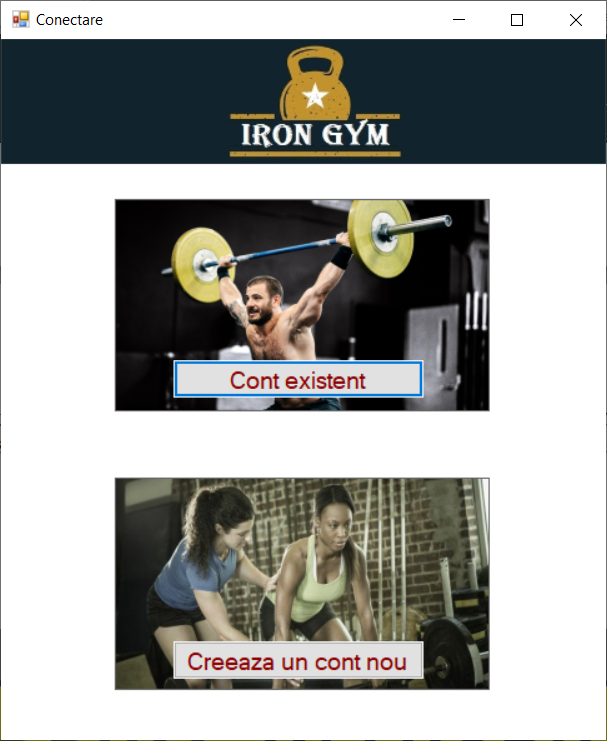 Conectare
IRON GYM
Cont existent
Creeaza un cont nou